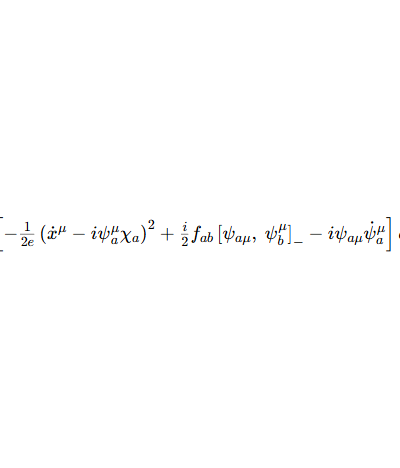 $\left[ -\frac{1}{2e} \left( \dot{x}^{\mu} - i\psi_{a}^{\mu} \chi_{a} \right)^{2} + \frac{i}{2} f_{ab} \left[ \psi_{a\mu}, \ \psi_{b}^{\mu} \right]_{-} - i\psi_{a\mu} \dot{\psi}_{a}^{\mu} \right]$